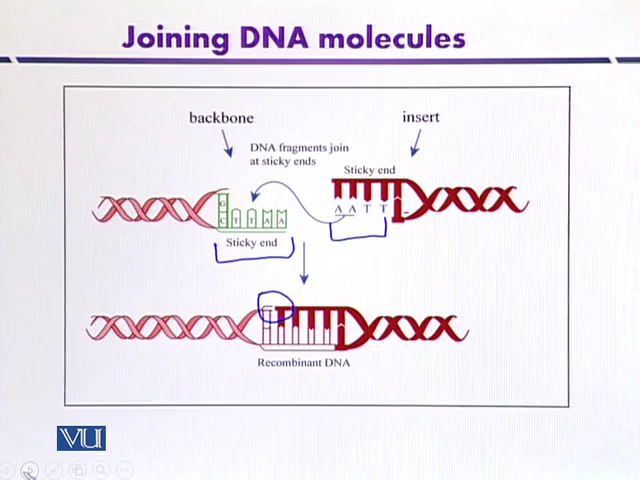 Joining DNA molecules
backbone
insert
DNA fragments join
at sticky ends
Sticky end
G
C T T A A
A A T T
Sticky end
Recombinant DNA
VU